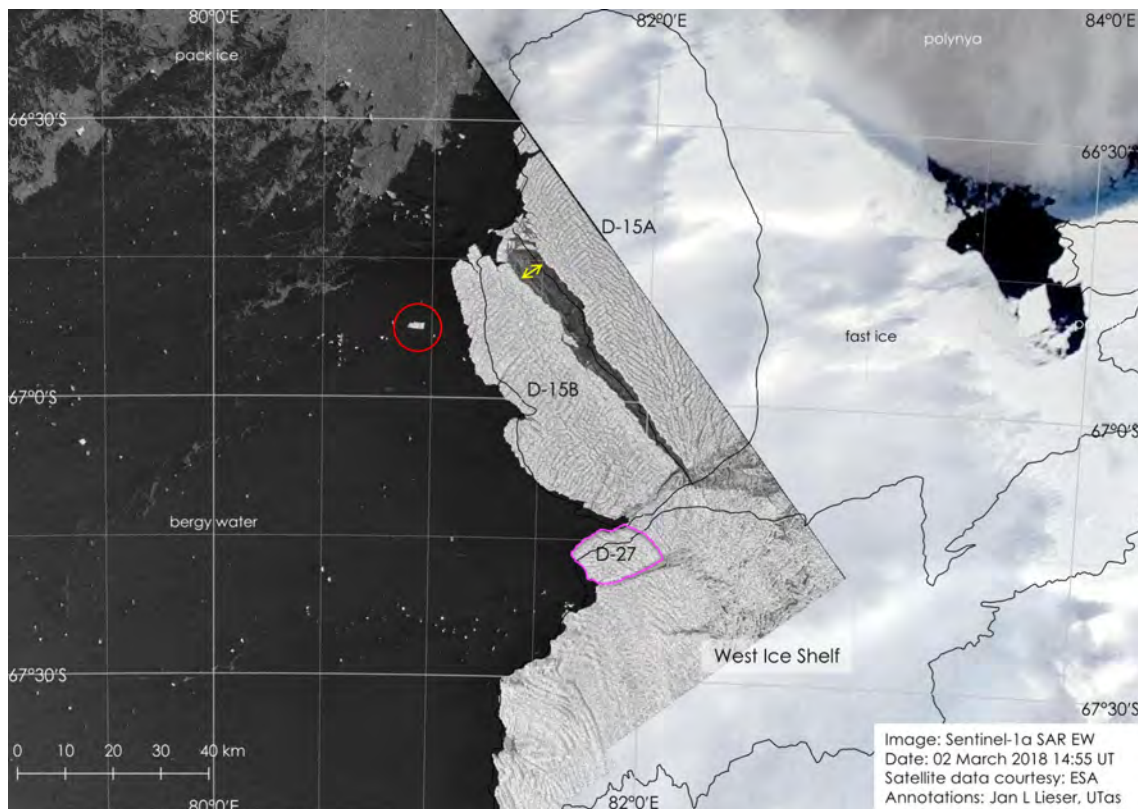 80°0'E
82°0'E
84°0'E
pack ice
polynya
66°30'S
66°30'S
D-15A
fast ice
D-15B
67°0'S
67°0'S
bergy water
D-27
West Ice Shelf
67°30'S
67°30'S
0 10 20 30 40 km
80°0'E
82°0'E
Image: Sentinel-1a SAR EW
Date: 02 March 2018 14:55 UT
Satellite data courtesy: ESA
Annotations: Jan L Lieser, UTas